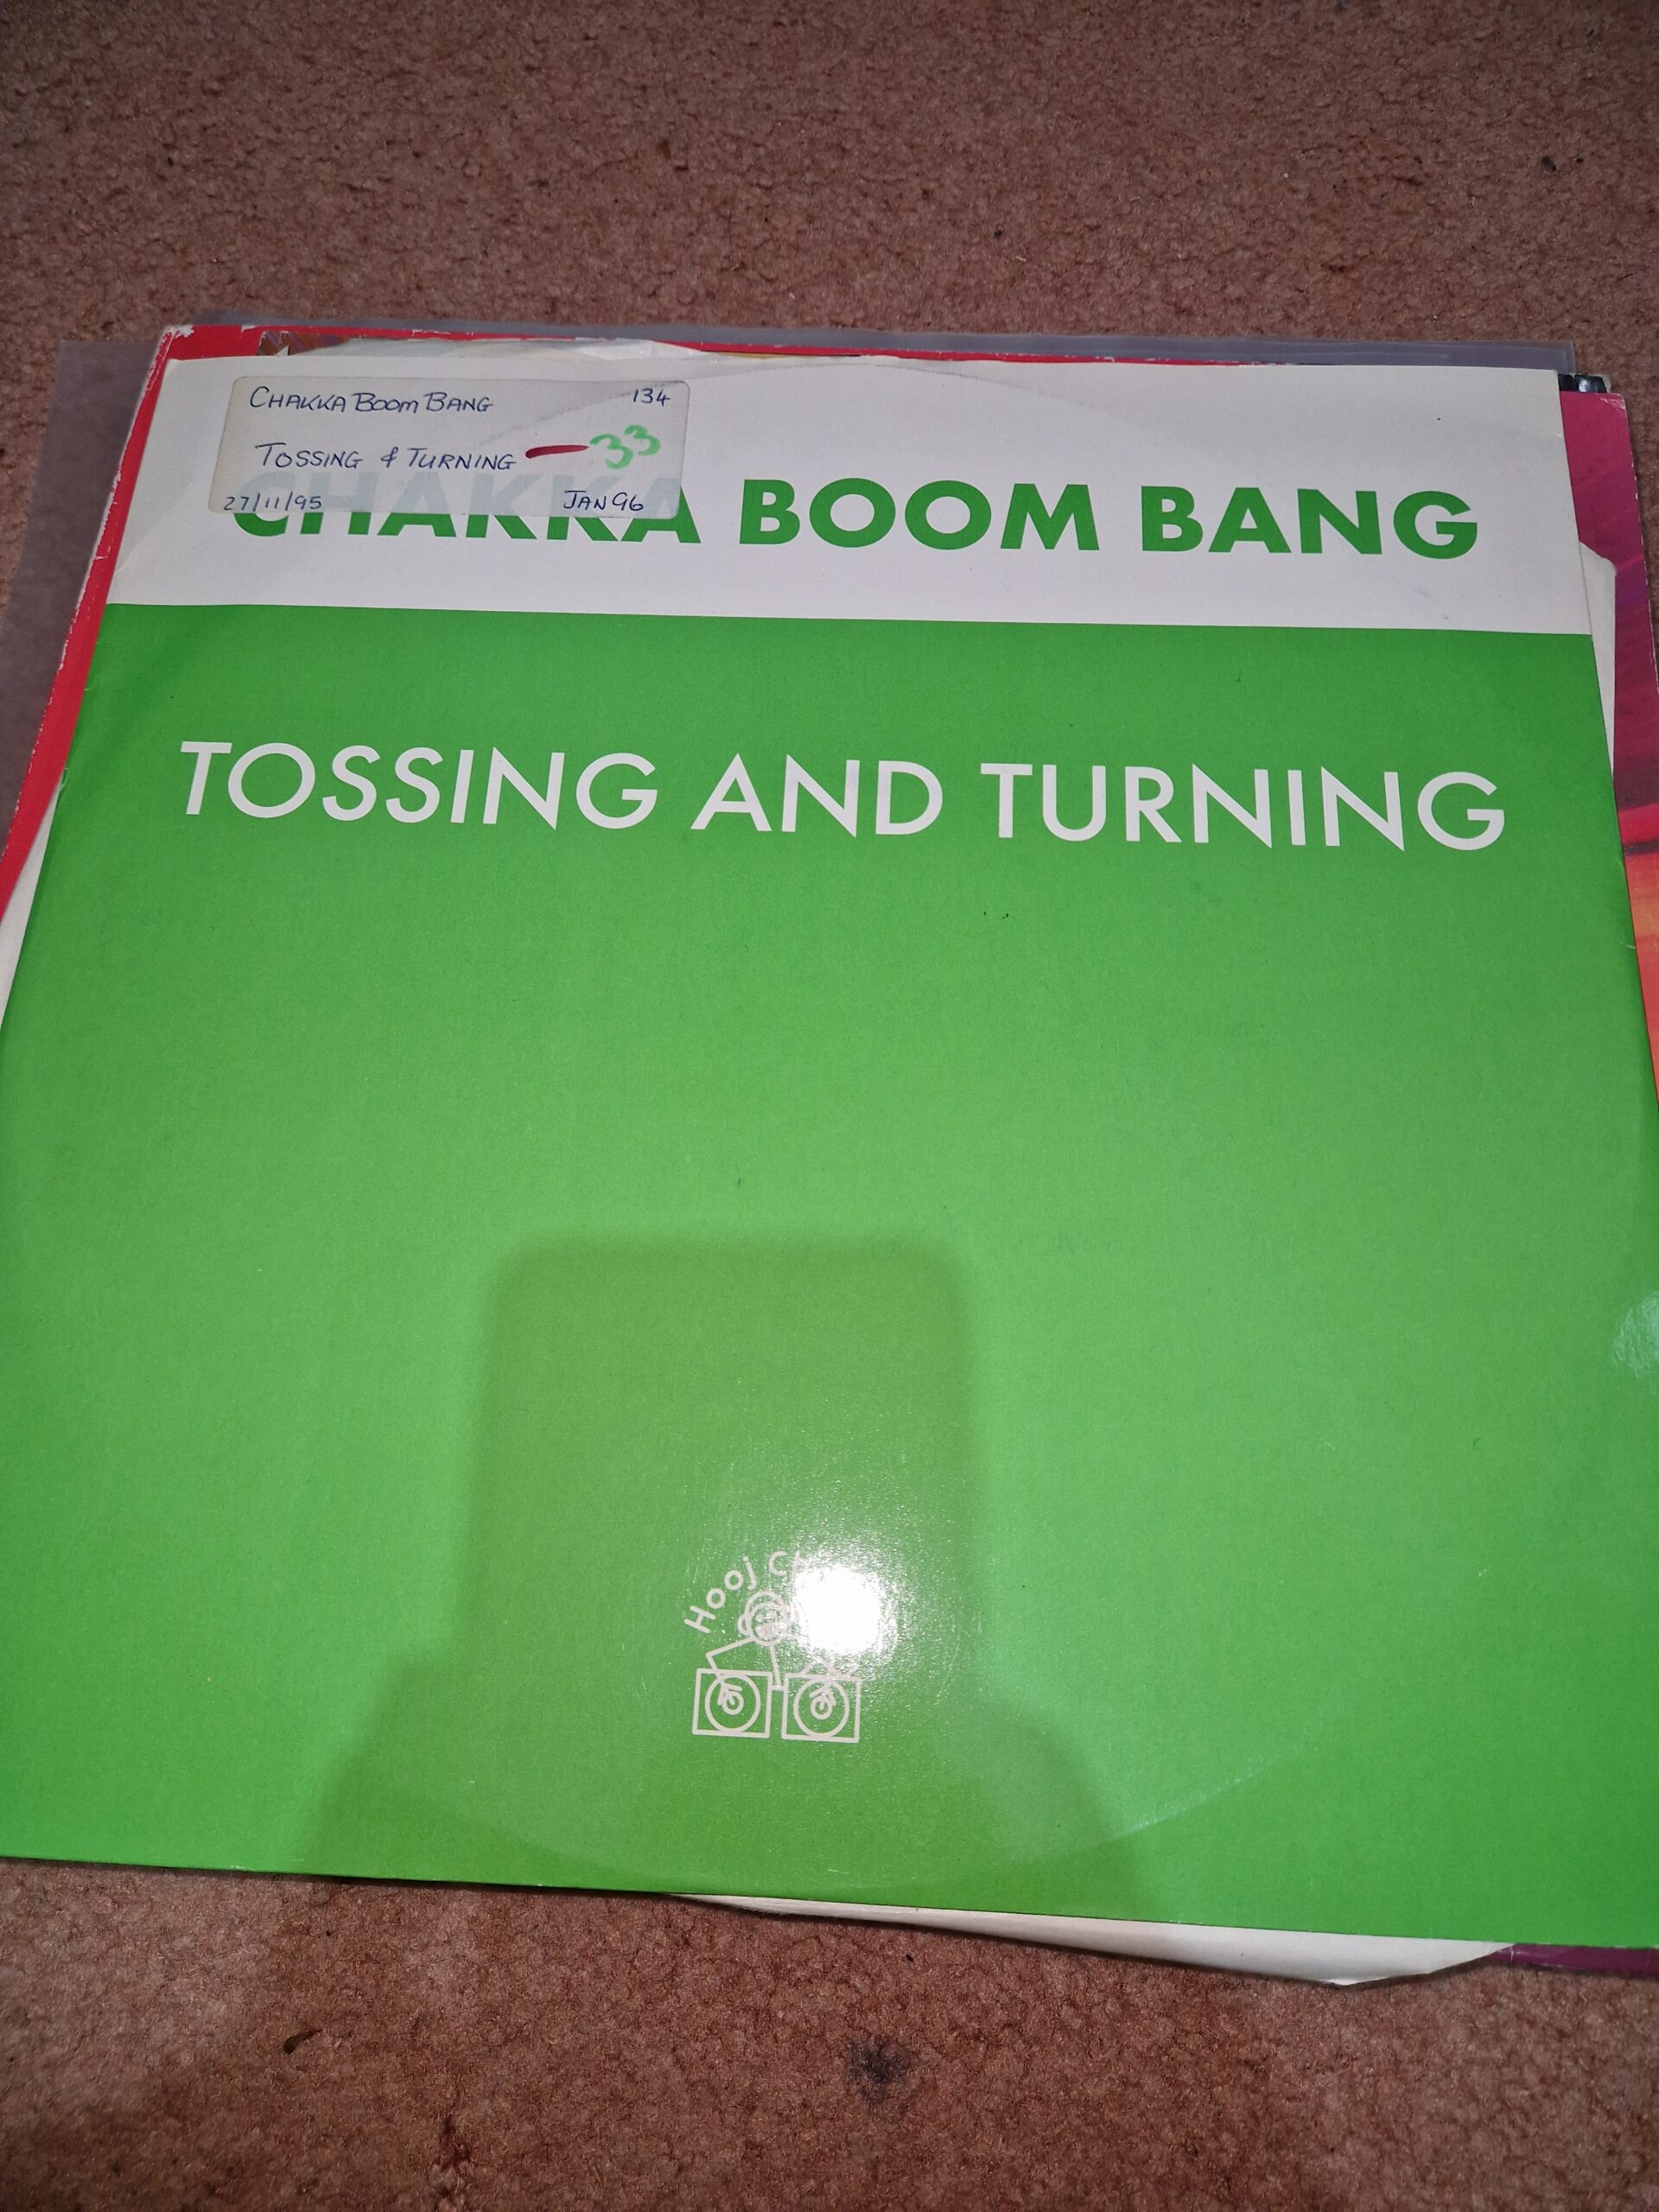 CHAKKA BOOM BANG 134
TOSSING & TURNING — 33
27/11/95 JAN 96
CHAKKA BOOM BANG
TOSSING AND TURNING
Hooj